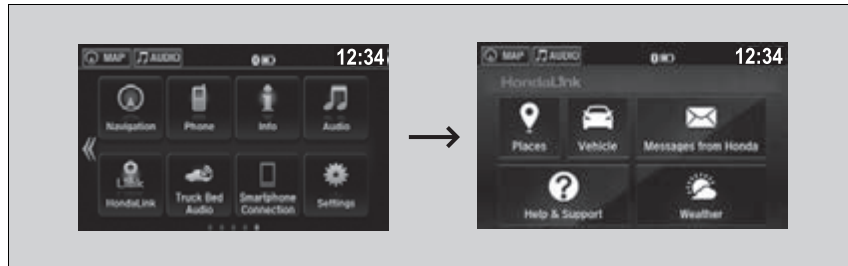 MAP AUDIO 12:34
Navigation Phone Info Audio
Link
HondaLink Truck Bed Audio Smartphone Connection Settings
MAP AUDIO 12:34
HondaLink
Places Vehicle Messages from Honda
Help & Support Weather